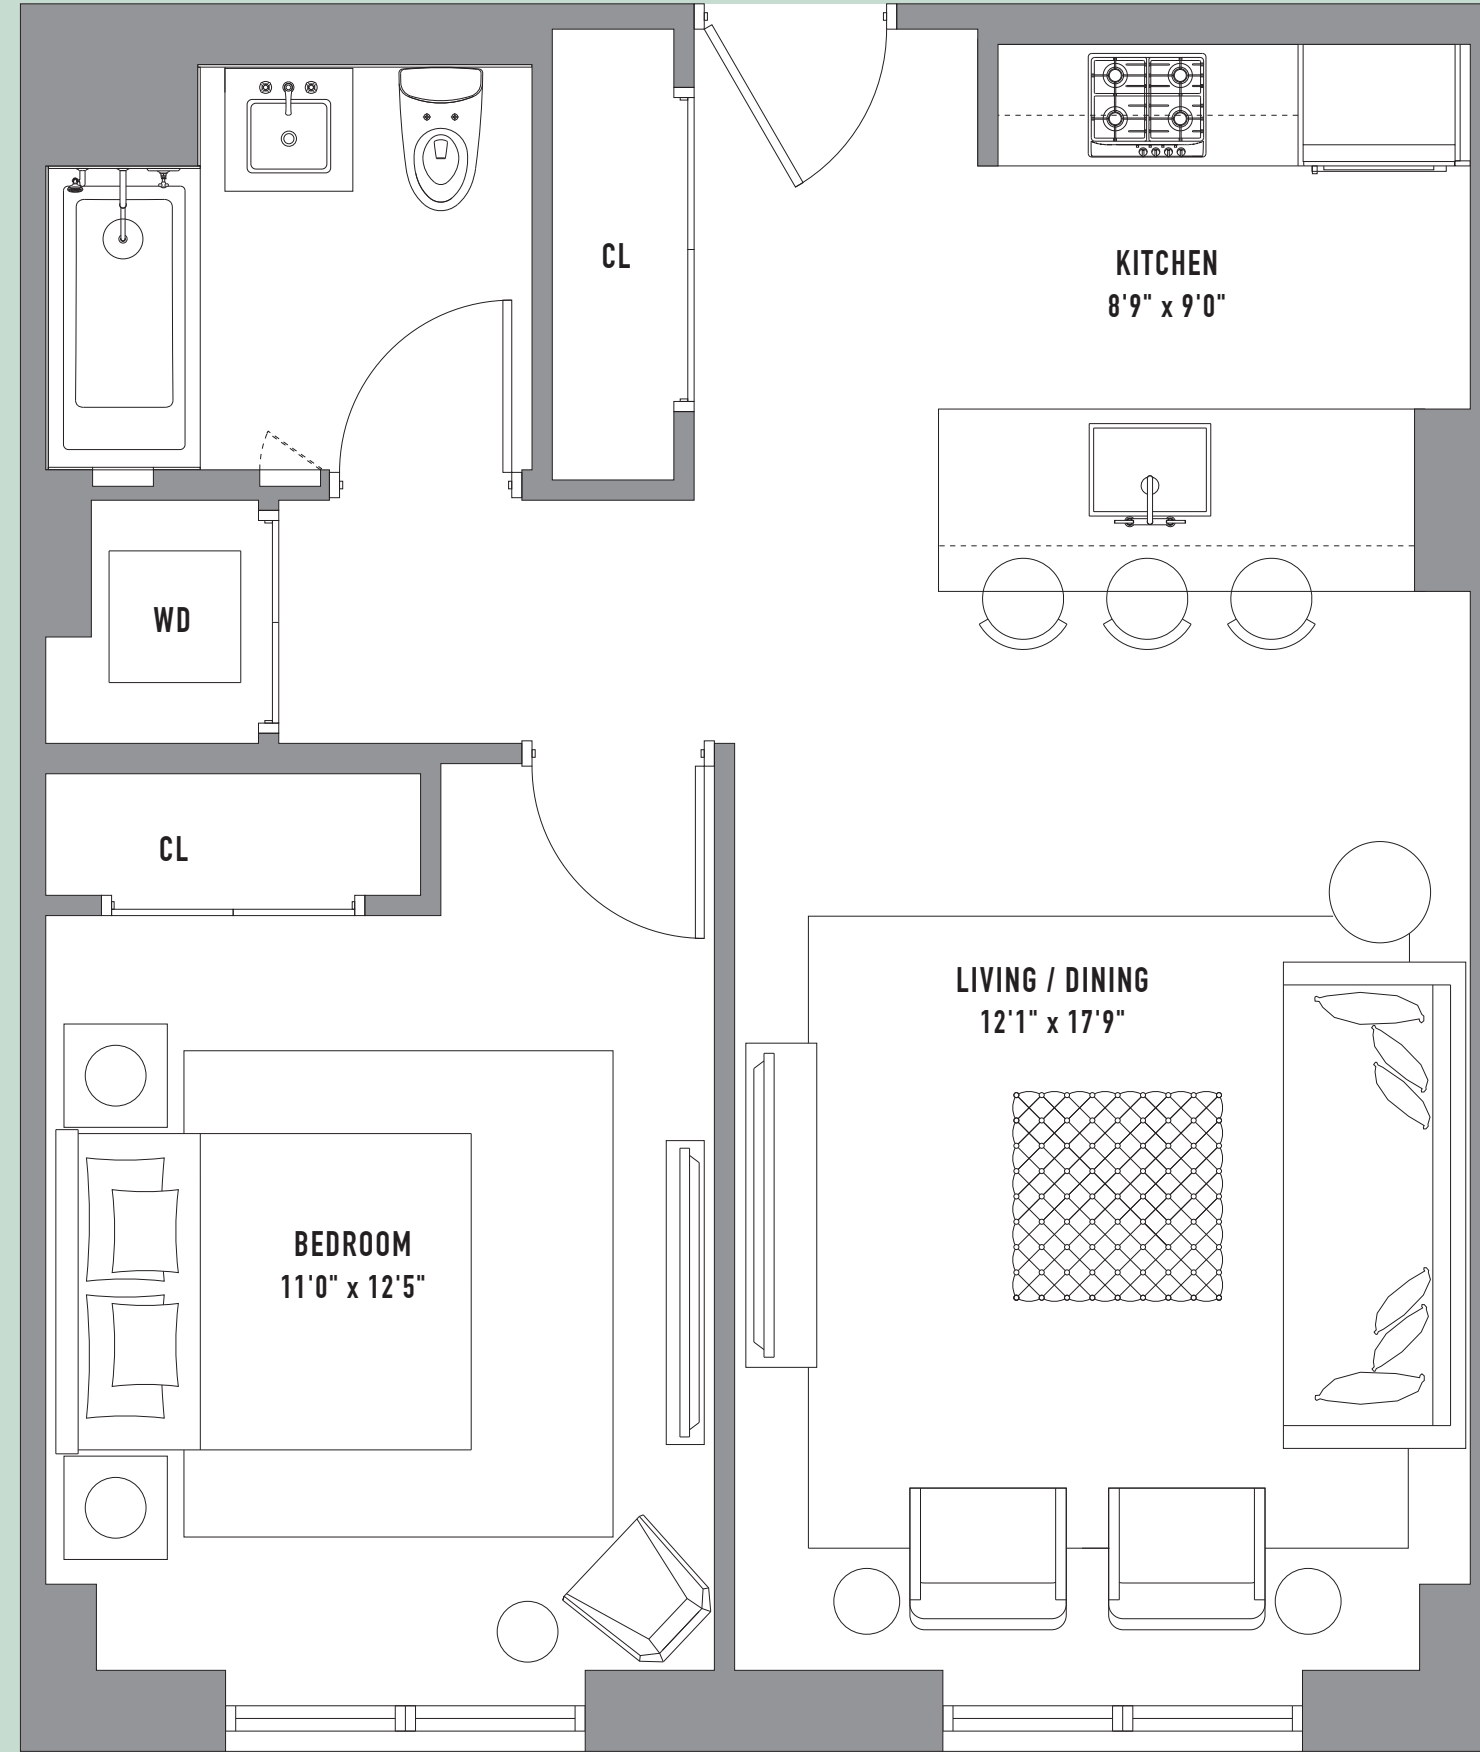 CL
KITCHEN
8'9" x 9'0"
WD
CL
LIVING / DINING
12'1" x 17'9"
BEDROOM
11'0" x 12'5"